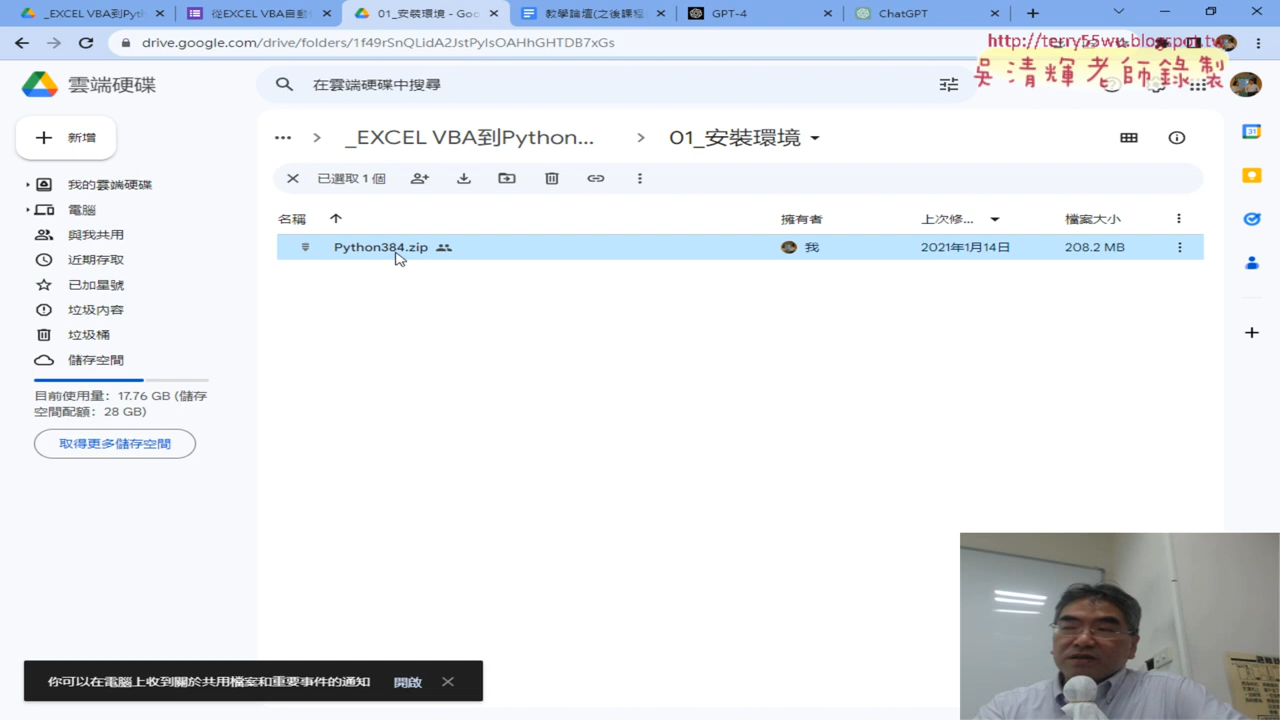 _EXCEL VBA到Pyth
從EXCEL VBA自動
01_安裝環境 - Goo
教學論壇(之後課程
GPT-4
ChatGPT
drive.google.com/drive/folders/1f49rSnQLidA2JstPyIsOAHhGHTDB7xGs
http://terry55wu.blogspot.tw
吳清輝老師錄製
雲端硬碟
在雲端硬碟中搜尋
新增
_EXCEL VBA到Python...
01_安裝環境
已選取 1 個
我的雲端硬碟
電腦
與我共用
近期存取
已加星號
垃圾內容
垃圾桶
儲存空間
目前使用量：17.76 GB (儲存
空間配額：28 GB)
取得更多儲存空間
名稱
擁有者
上次修...
檔案大小
Python384.zip
我
2021年1月14日
208.2 MB
31
你可以在電腦上收到關於共用檔案和重要事件的通知
開啟